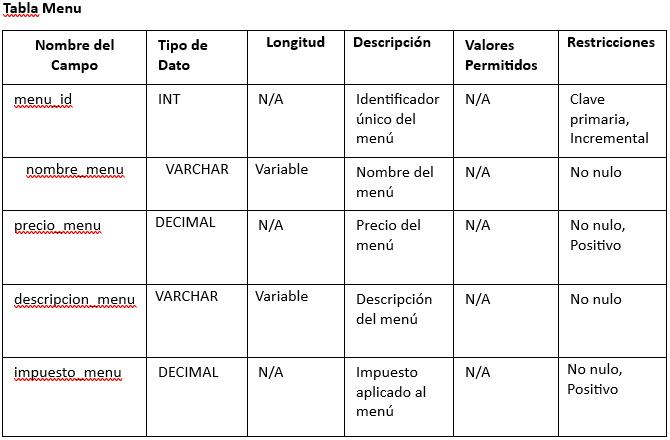 Tabla Menu
Nombre del Campo | Tipo de Dato | Longitud | Descripción | Valores Permitidos | Restricciones
menu_id | INT | N/A | Identificador único del menú | N/A | Clave primaria, Incremental
nombre_menu | VARCHAR | Variable | Nombre del menú | N/A | No nulo
precio_menu | DECIMAL | N/A | Precio del menú | N/A | No nulo, Positivo
descripcion_menu | VARCHAR | Variable | Descripción del menú | N/A | No nulo
impuesto_menu | DECIMAL | N/A | Impuesto aplicado al menú | N/A | No nulo, Positivo